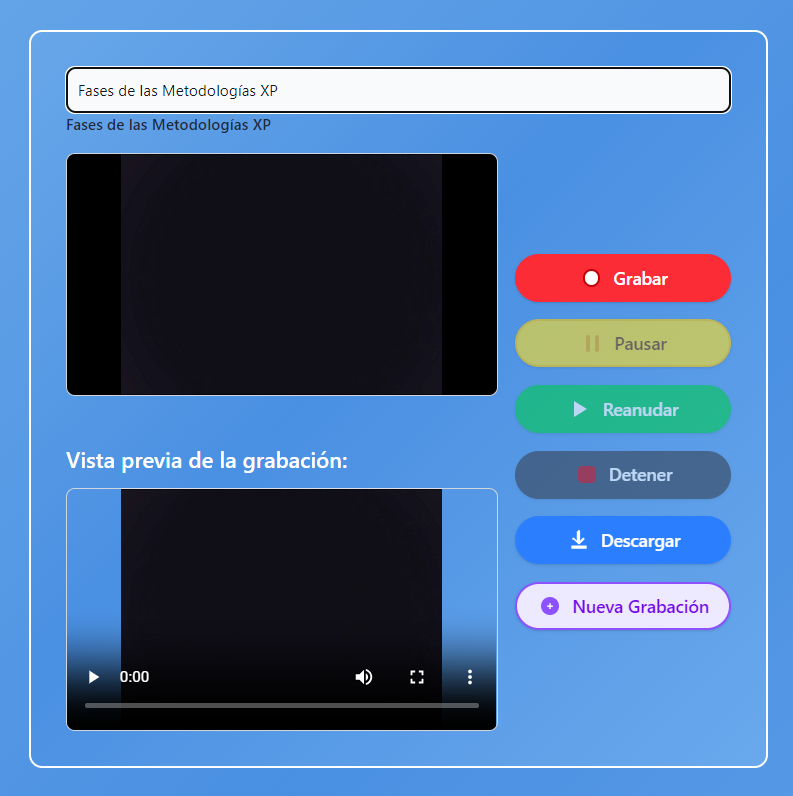 Fases de las Metodologías XP
Fases de las Metodologías XP
Grabar
Pausar
Reanudar
Vista previa de la grabación:
Detener
Descargar
Nueva Grabación
0:00